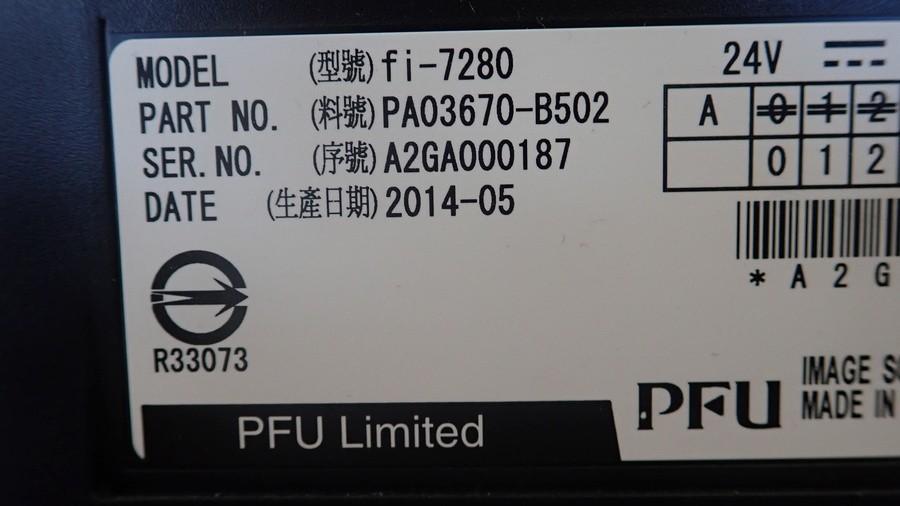 MODEL (型號) fi-7280
PART NO. (料號) PA03670-B502
SER. NO. (序號) A2GA000187
DATE (生產日期) 2014-05
24V
A 0 1 2
0 1 2
*A2G
R33073
PFU Limited
PFU
IMAGE
MADE IN